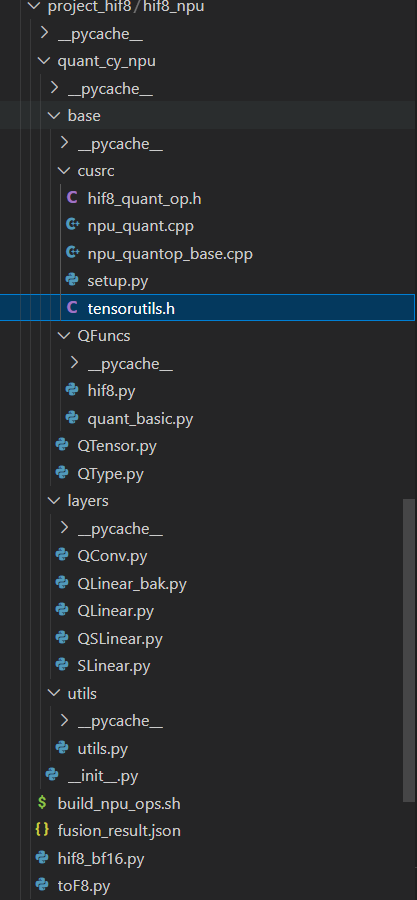 project_hif8/hif8_npu
__pycache__
quant_cy_npu
__pycache__
base
__pycache__
cusrc
C hif8_quant_op.h
npu_quant.cpp
npu_quantop_base.cpp
setup.py
C tensorutils.h
QFuncs
__pycache__
hif8.py
quant_basic.py
QTensor.py
QType.py
layers
__pycache__
QConv.py
QLinear_bak.py
QLinear.py
QSLinear.py
SLinear.py
utils
__pycache__
utils.py
__init__.py
$ build_npu_ops.sh
{} fusion_result.json
hif8_bf16.py
toF8.py